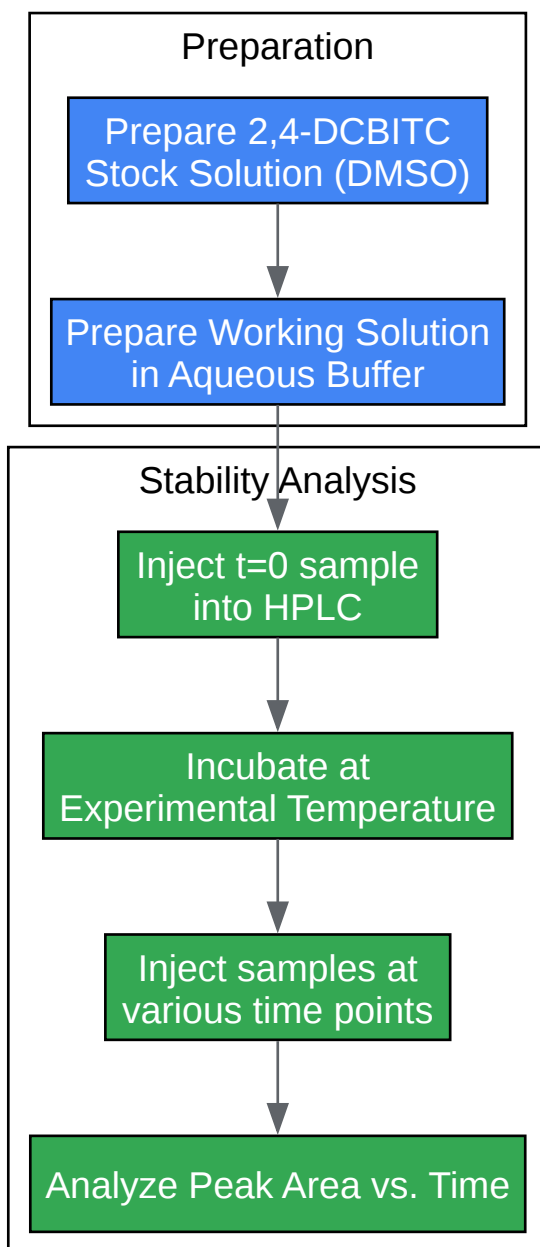 Preparation
Prepare 2,4-DCBITC
Stock Solution (DMSO)
Prepare Working Solution
in Aqueous Buffer
Stability Analysis
Inject t=0 sample
into HPLC
Incubate at
Experimental Temperature
Inject samples at
various time points
Analyze Peak Area vs. Time